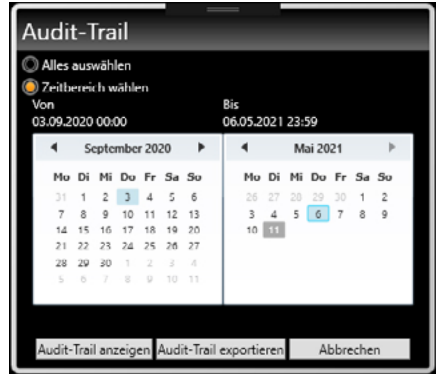 Audit-Trail
Alles auswählen
Zeitbereich wählen
Von Bis
03.09.2020 00:00 06.05.2021 23:59
September 2020 Mai 2021
Mo Di Mi Do Fr Sa So Mo Di Mi Do Fr Sa So
31 1 2 3 4 5 6 26 27 28 29 30 1 2
7 8 9 10 11 12 13 3 4 5 6 7 8 9
14 15 16 17 18 19 20 10 11
21 22 23 24 25 26 27
28 29 30 1 2 3 4
5 6 7 8 9 10 11
Audit-Trail anzeigen Audit-Trail exportieren Abbrechen